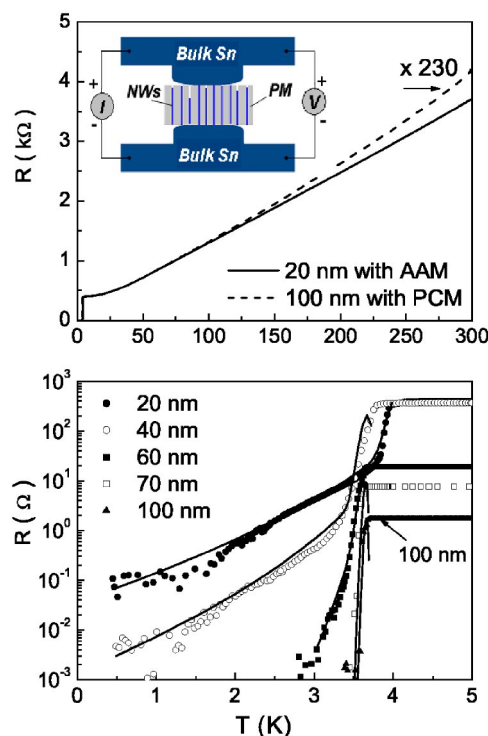 5
4
3
2
1
0
R ( kΩ )
Bulk Sn
+
+
NWs
PM
I
V
-
-
Bulk Sn
x 230
20 nm with AAM
100 nm with PCM
0 50 100 150 200 250 300
10³
10²
10¹
10⁰
10⁻¹
10⁻²
10⁻³
R ( Ω )
20 nm
40 nm
60 nm
70 nm
100 nm
100 nm
0 1 2 3 4 5
T (K)